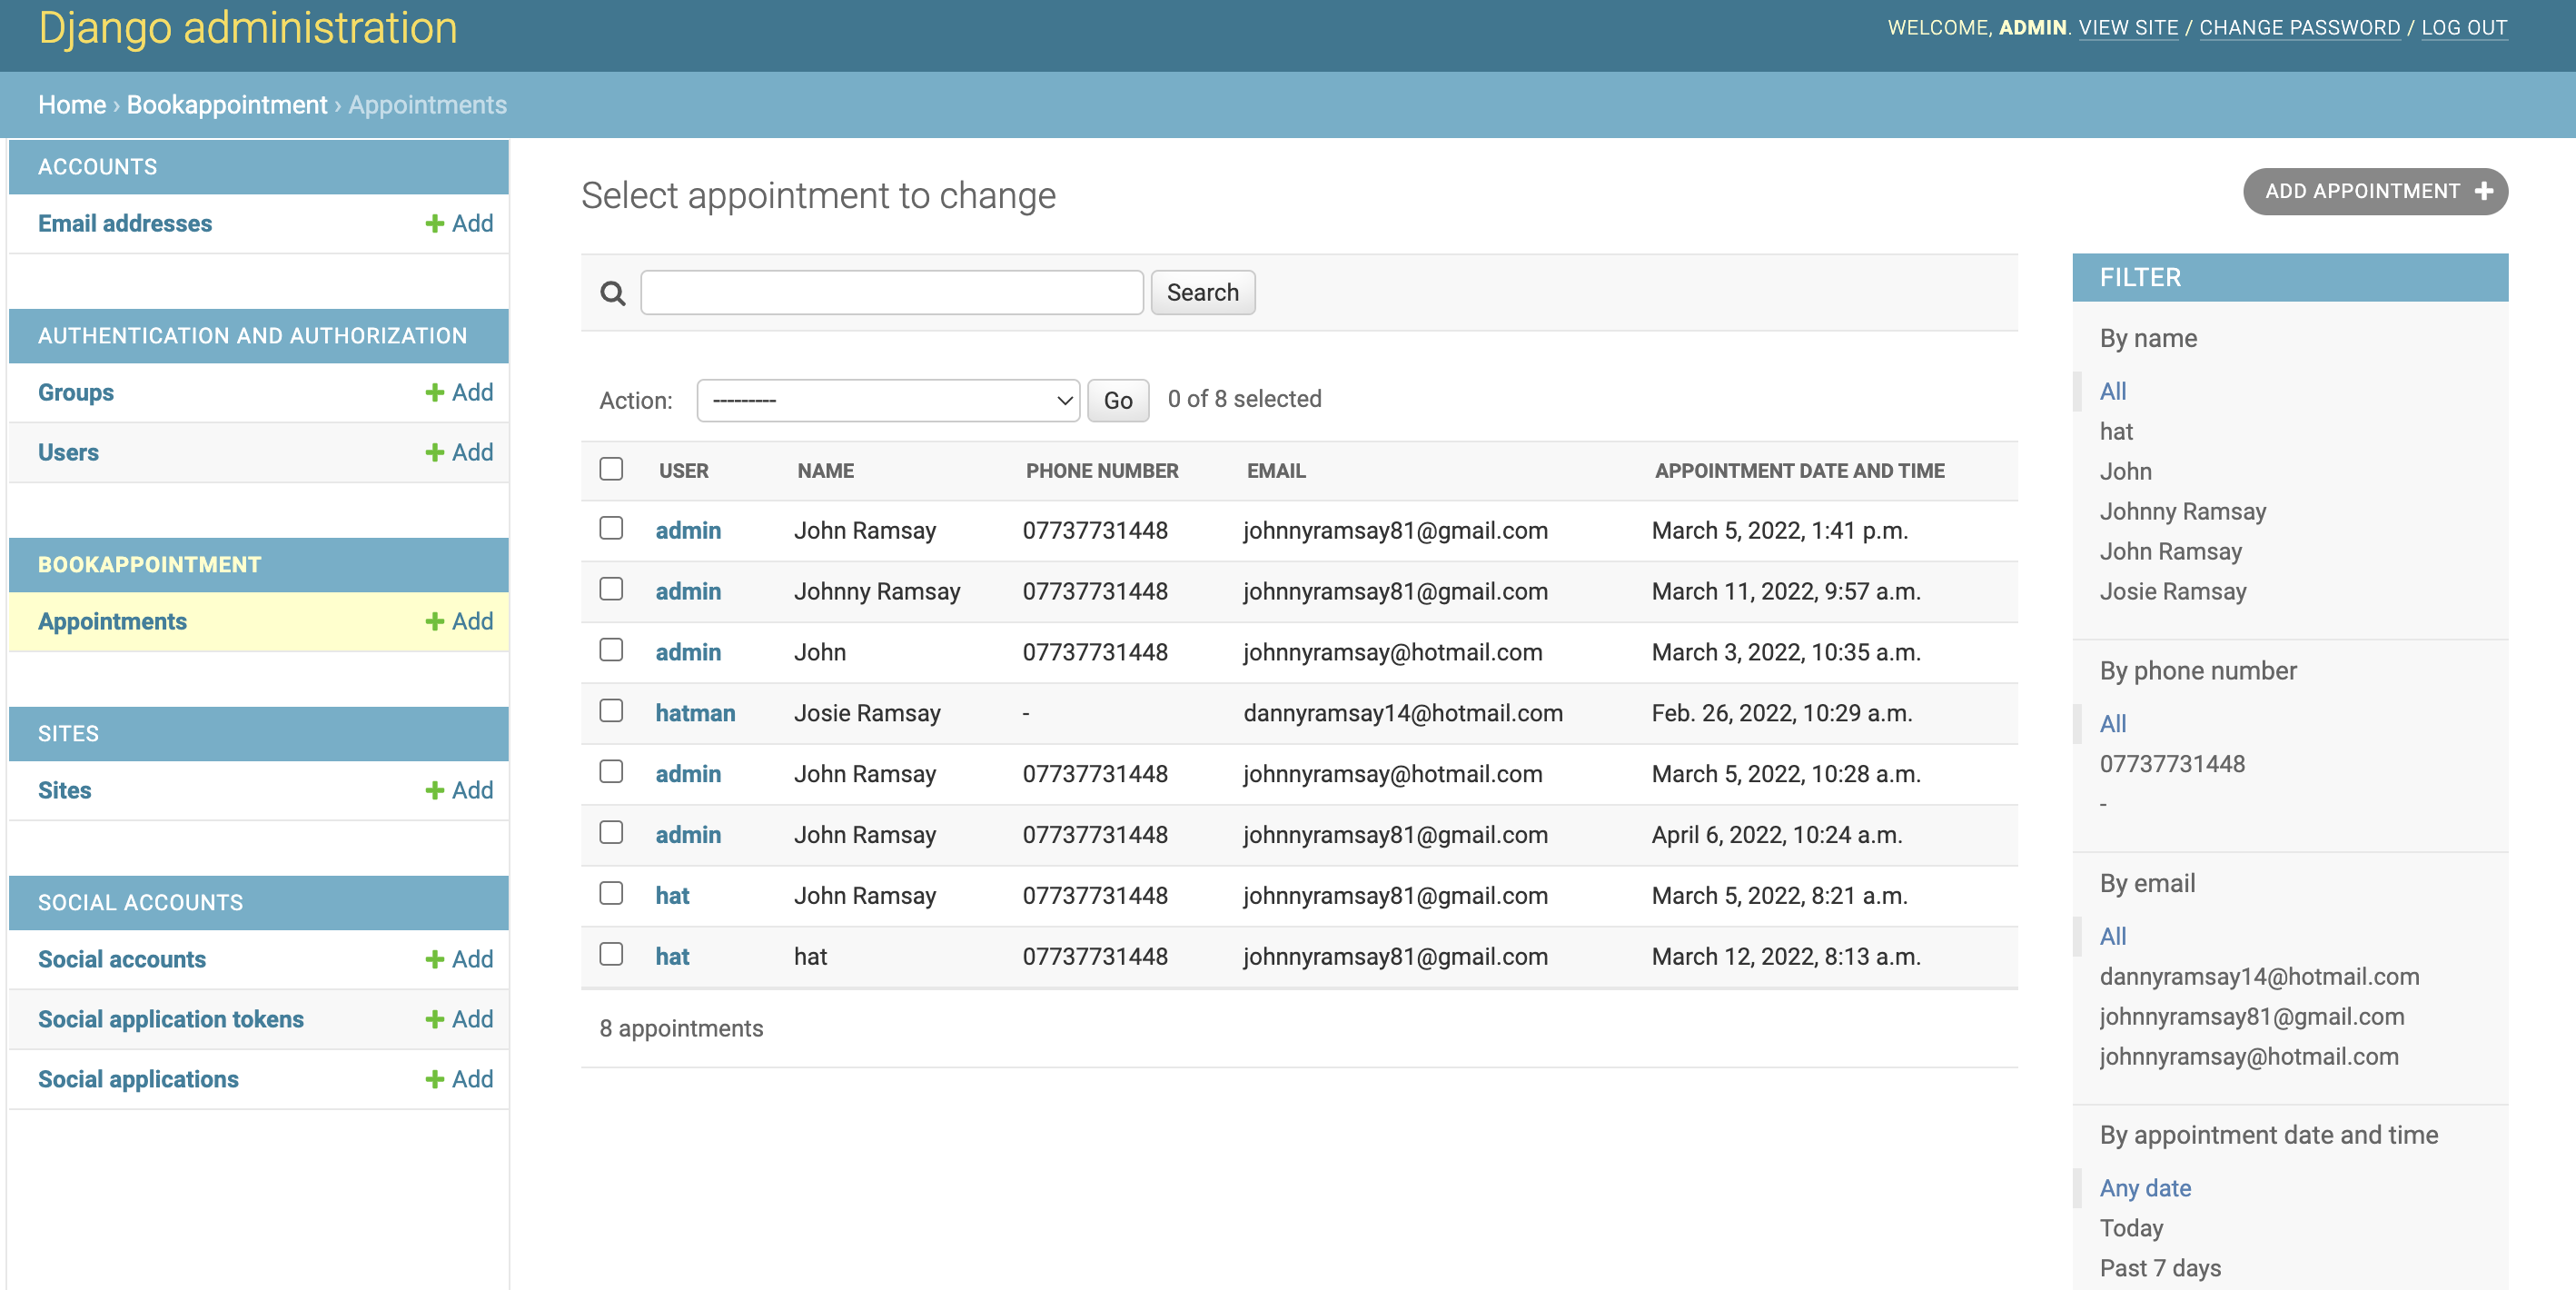 Django administration
WELCOME, ADMIN. VIEW SITE / CHANGE PASSWORD / LOG OUT
Home › Bookappointment › Appointments
ACCOUNTS
Email addresses + Add
AUTHENTICATION AND AUTHORIZATION
Groups + Add
Users + Add
BOOKAPPOINTMENT
Appointments + Add
SITES
Sites + Add
SOCIAL ACCOUNTS
Social accounts + Add
Social application tokens + Add
Social applications + Add
Select appointment to change
ADD APPOINTMENT +
Search
Action: --------- Go 0 of 8 selected
USER NAME PHONE NUMBER EMAIL APPOINTMENT DATE AND TIME
admin John Ramsay 07737731448 johnnyramsay81@gmail.com March 5, 2022, 1:41 p.m.
admin Johnny Ramsay 07737731448 johnnyramsay81@gmail.com March 11, 2022, 9:57 a.m.
admin John 07737731448 johnnyramsay@hotmail.com March 3, 2022, 10:35 a.m.
hatman Josie Ramsay - dannyramsay14@hotmail.com Feb. 26, 2022, 10:29 a.m.
admin John Ramsay 07737731448 johnnyramsay@hotmail.com March 5, 2022, 10:28 a.m.
admin John Ramsay 07737731448 johnnyramsay81@gmail.com April 6, 2022, 10:24 a.m.
hat John Ramsay 07737731448 johnnyramsay81@gmail.com March 5, 2022, 8:21 a.m.
hat hat 07737731448 johnnyramsay81@gmail.com March 12, 2022, 8:13 a.m.
8 appointments
FILTER
By name
All
hat
John
Johnny Ramsay
John Ramsay
Josie Ramsay
By phone number
All
07737731448
-
By email
All
dannyramsay14@hotmail.com
johnnyramsay81@gmail.com
johnnyramsay@hotmail.com
By appointment date and time
Any date
Today
Past 7 days